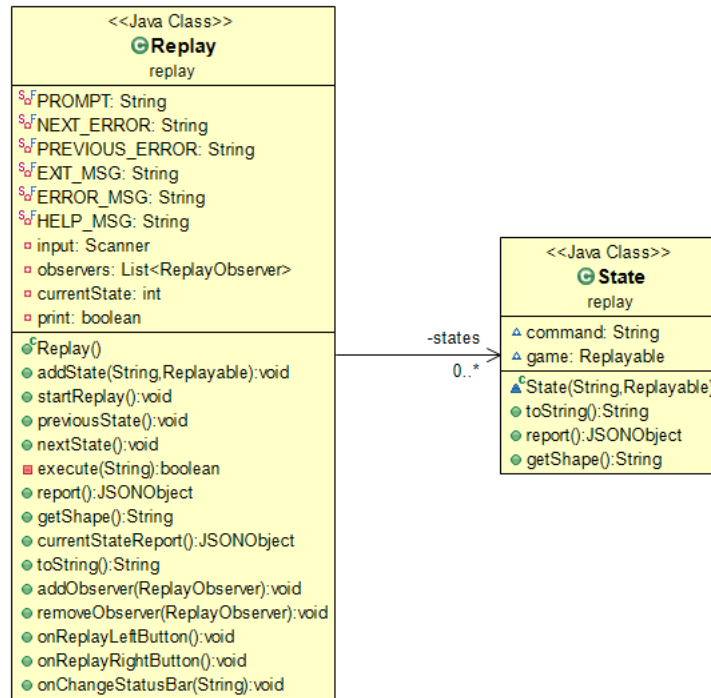 <<Java Class>>
Replay
replay
PROMPT: String
NEXT_ERROR: String
PREVIOUS_ERROR: String
EXIT_MSG: String
ERROR_MSG: String
HELP_MSG: String
input: Scanner
observers: List<ReplayObserver>
currentState: int
print: boolean
Replay()
addState(String,Replayable):void
startReplay():void
previousState():void
nextState():void
execute(String):boolean
report():JSONObject
getShape():String
currentStateReport():JSONObject
toString():String
addObserver(ReplayObserver):void
removeObserver(ReplayObserver):void
onReplayLeftButton():void
onReplayRightButton():void
onChangeStatusBar(String):void
-states
0..*
<<Java Class>>
State
replay
command: String
game: Replayable
State(String,Replayable)
toString():String
report():JSONObject
getShape():String